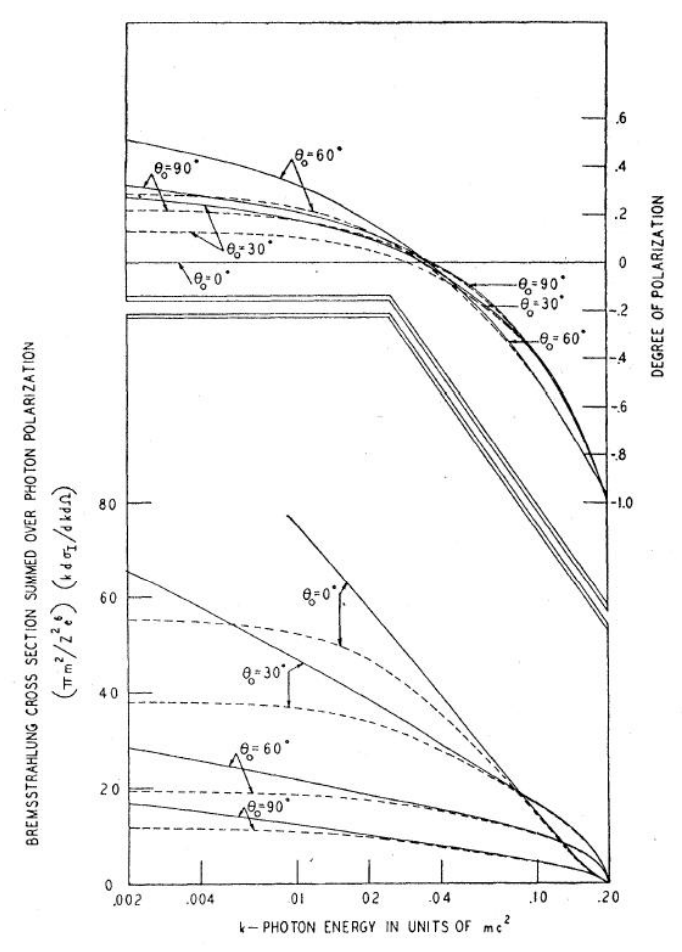 .6
.4
.2
0
-.2
-.4
-.6
-.8
-1.0
DEGREE OF POLARIZATION
θ₀=60°
θ₀=90°
θ₀=30°
θ₀=0°
θ₀=90°
θ₀=30°
θ₀=60°
BREMSSTRAHLUNG CROSS SECTION SUMMED OVER PHOTON POLARIZATION
(πm²/Z²e⁶) (kdσ_I/dkdΩ)
80
60
40
20
0
θ₀=0°
θ₀=30°
θ₀=60°
θ₀=90°
.002 .004 .01 .02 .04 .10 .20
k—PHOTON ENERGY IN UNITS OF mc²